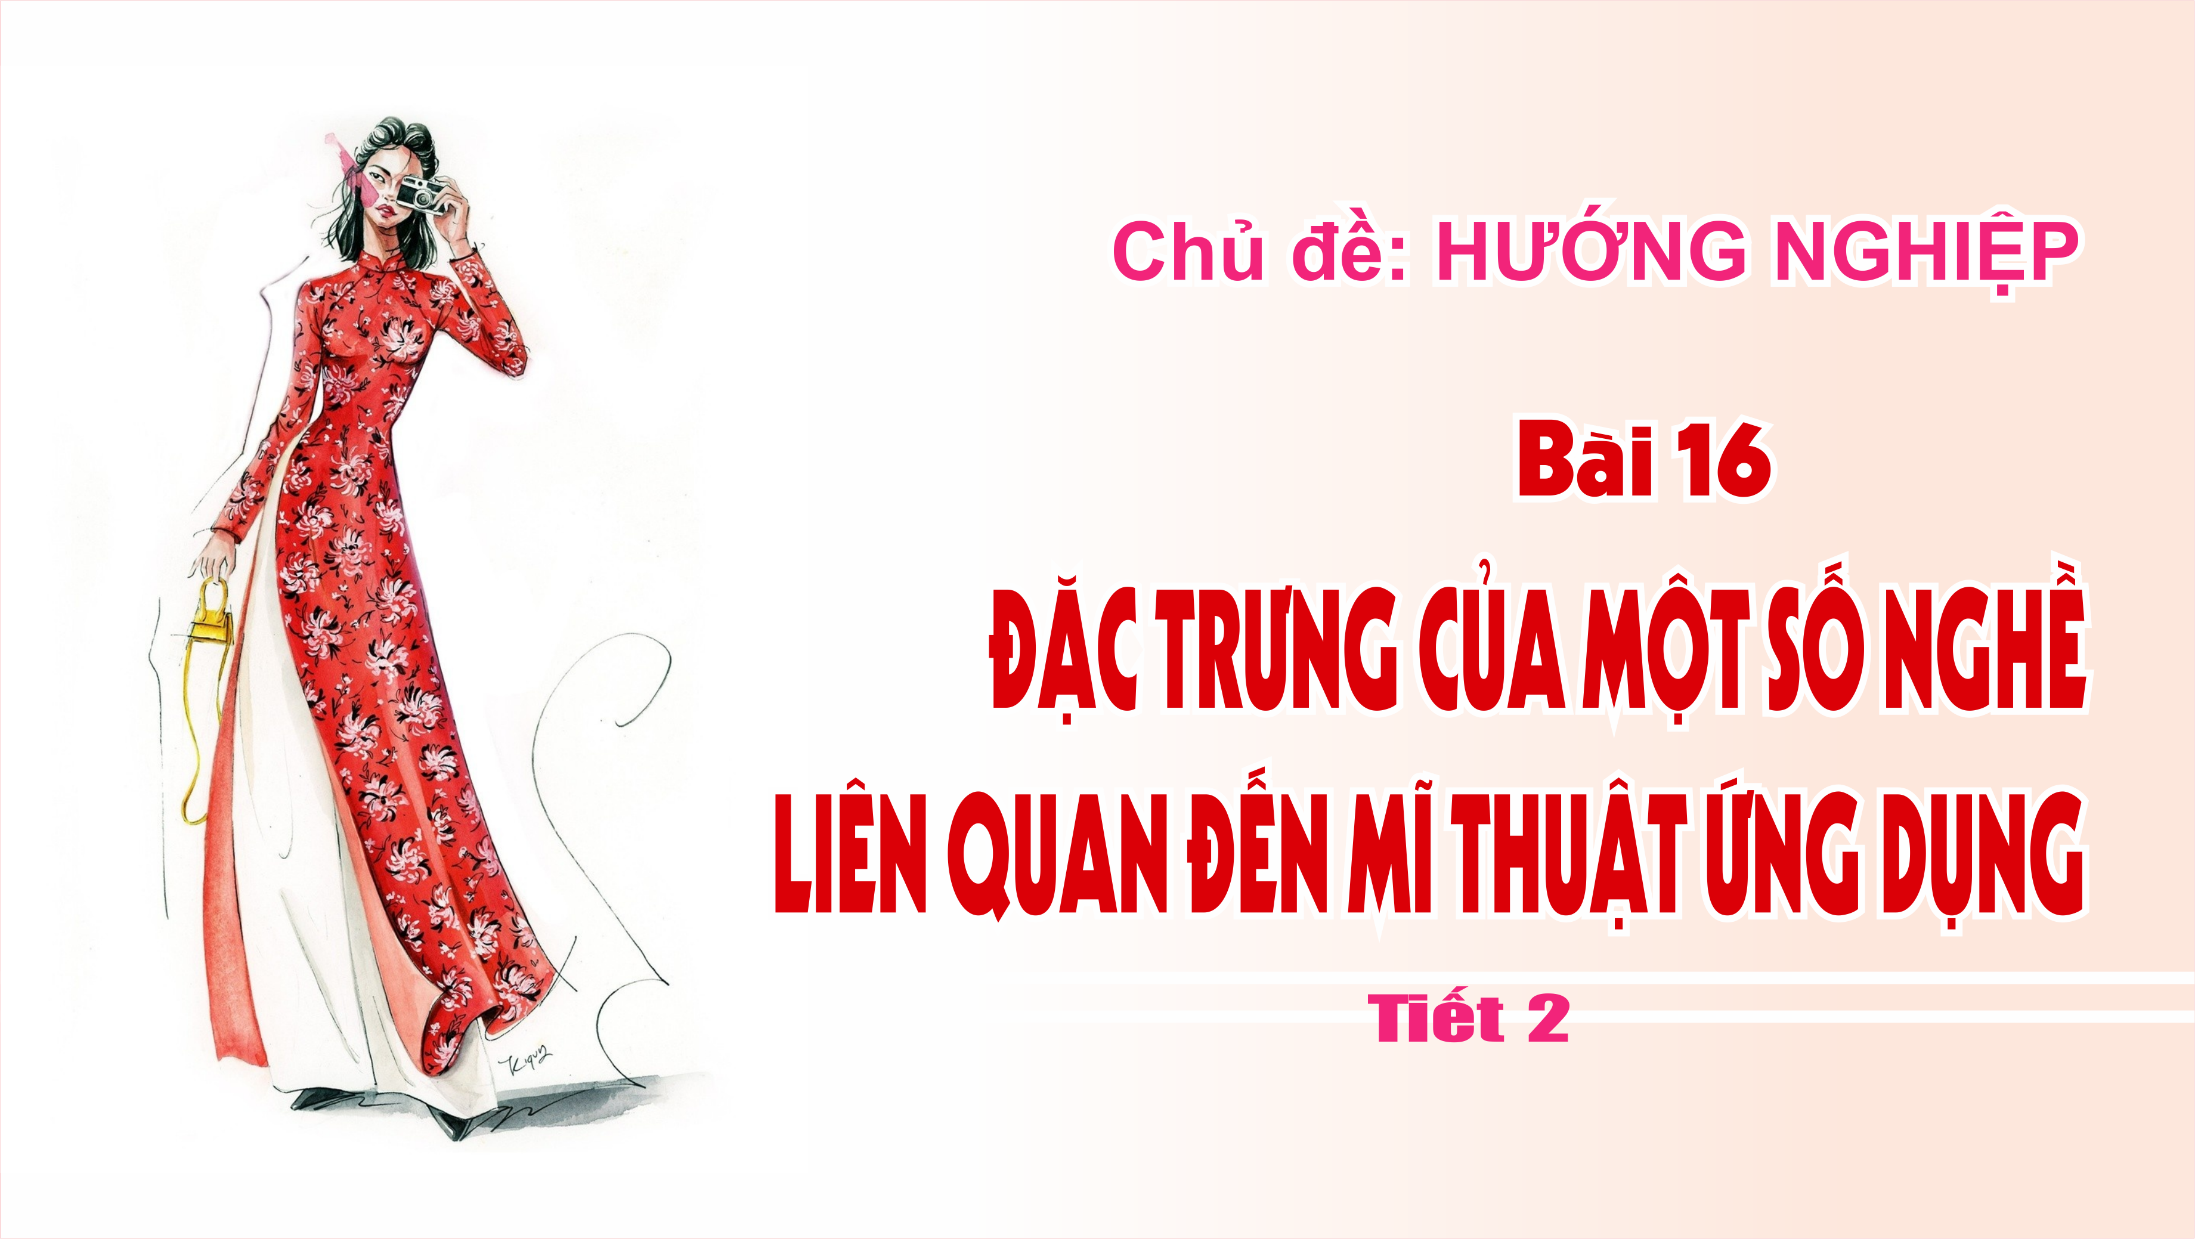 Chủ đề: HƯỚNG NGHIỆP
Bài 16
ĐẶC TRƯNG CỦA MỘT SỐ NGHỀ
LIÊN QUAN ĐẾN MĨ THUẬT ỨNG DỤNG
Tiết 2